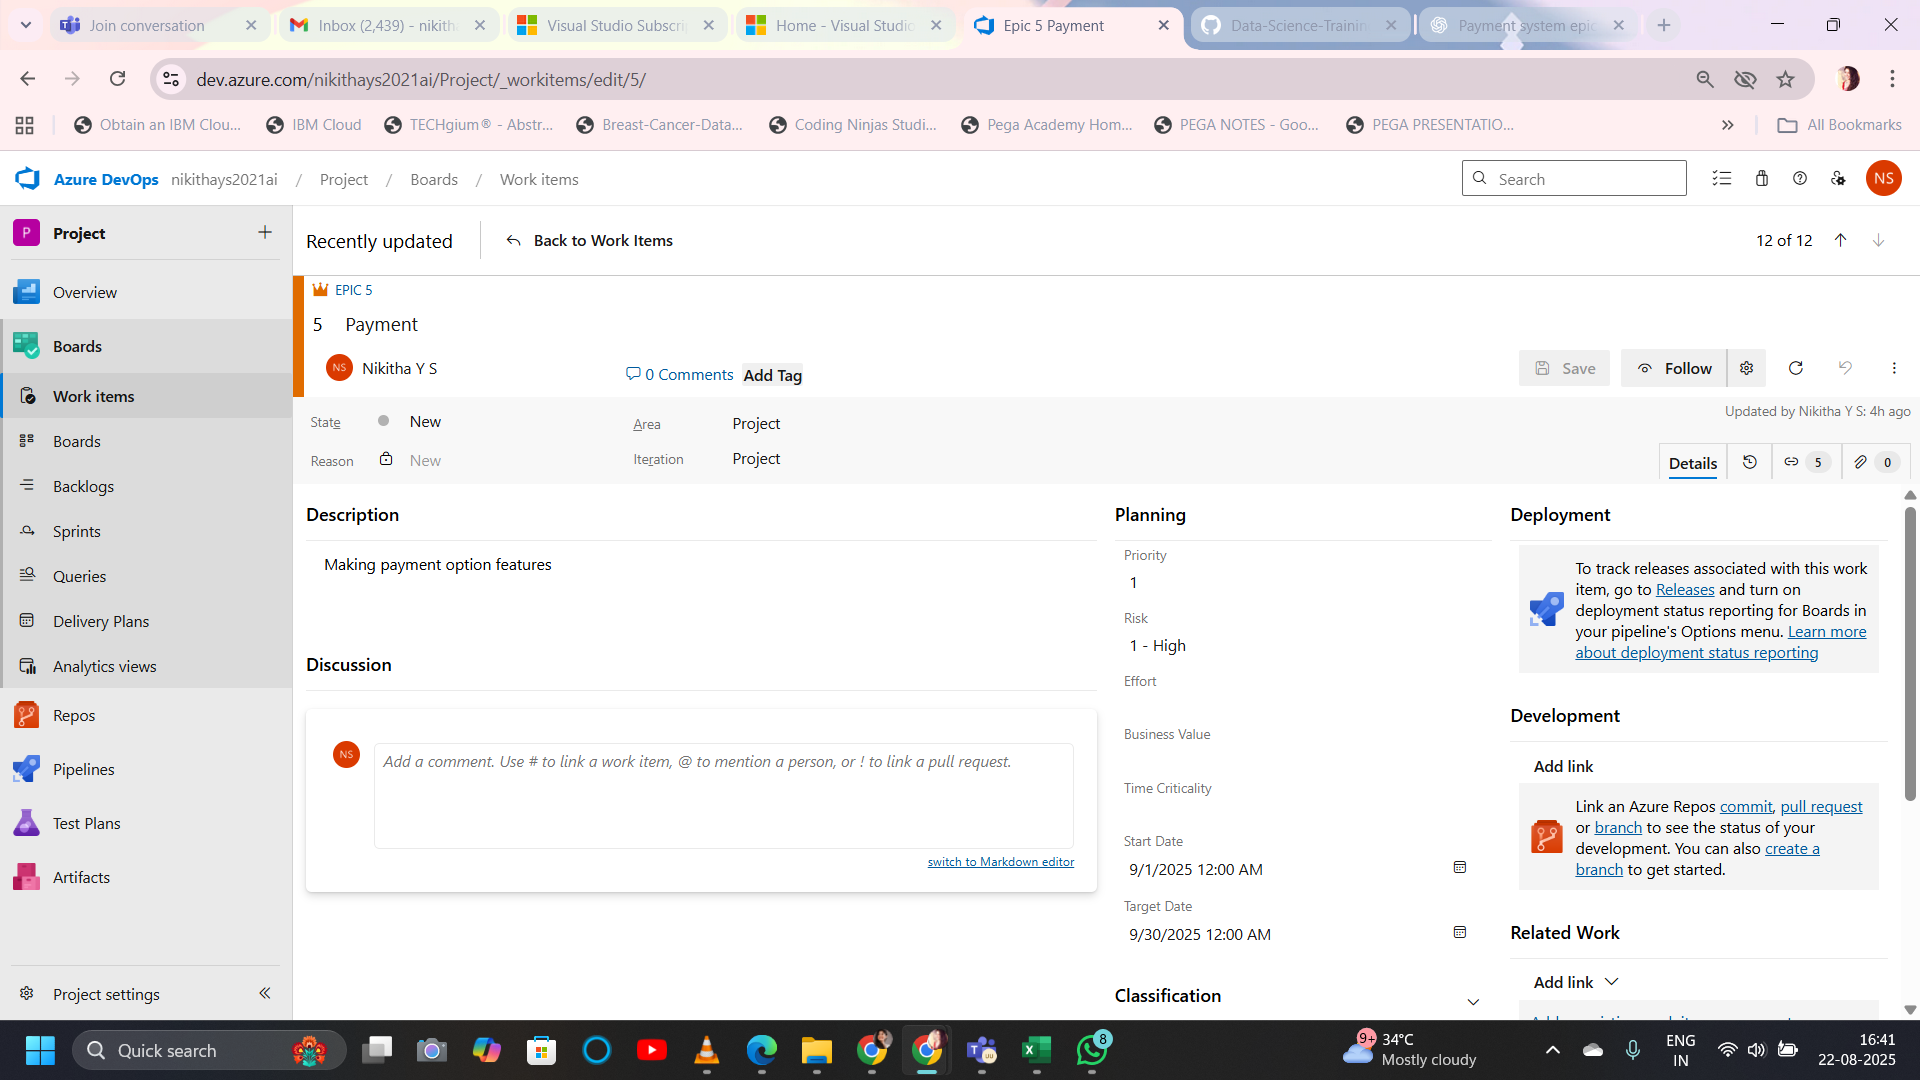 Join conversation
Inbox (2,439) - nikith
Visual Studio Subscri
Home - Visual Studio
Epic 5 Payment
Data-Science-Trainin
Payment system epic
dev.azure.com/nikithays2021ai/Project/_workitems/edit/5/
Obtain an IBM Clou...
IBM Cloud
TECHgium® - Abstr...
Breast-Cancer-Data...
Coding Ninjas Studi...
Pega Academy Hom...
PEGA NOTES - Goo...
PEGA PRESENTATIO...
All Bookmarks
Azure DevOps nikithays2021ai / Project / Boards / Work items
Search
NS
P Project
Overview
Boards
Work items
Boards
Backlogs
Sprints
Queries
Delivery Plans
Analytics views
Repos
Pipelines
Test Plans
Artifacts
Project settings
Recently updated
Back to Work Items
12 of 12
EPIC 5
5 Payment
NS Nikitha Y S
0 Comments
Add Tag
Save
Follow
State New
Area Project
Updated by Nikitha Y S: 4h ago
Reason New
Iteration Project
Details
5
0
Description
Making payment option features
Discussion
NS
Add a comment. Use # to link a work item, @ to mention a person, or ! to link a pull request.
switch to Markdown editor
Planning
Priority
1
Risk
1 - High
Effort
Business Value
Time Criticality
Start Date
9/1/2025 12:00 AM
Target Date
9/30/2025 12:00 AM
Classification
Deployment
To track releases associated with this work
item, go to Releases and turn on
deployment status reporting for Boards in
your pipeline's Options menu. Learn more
about deployment status reporting
Development
Add link
Link an Azure Repos commit, pull request
or branch to see the status of your
development. You can also create a
branch to get started.
Related Work
Add link
Quick search
9+
34°C
Mostly cloudy
8
ENG
IN
16:41
22-08-2025